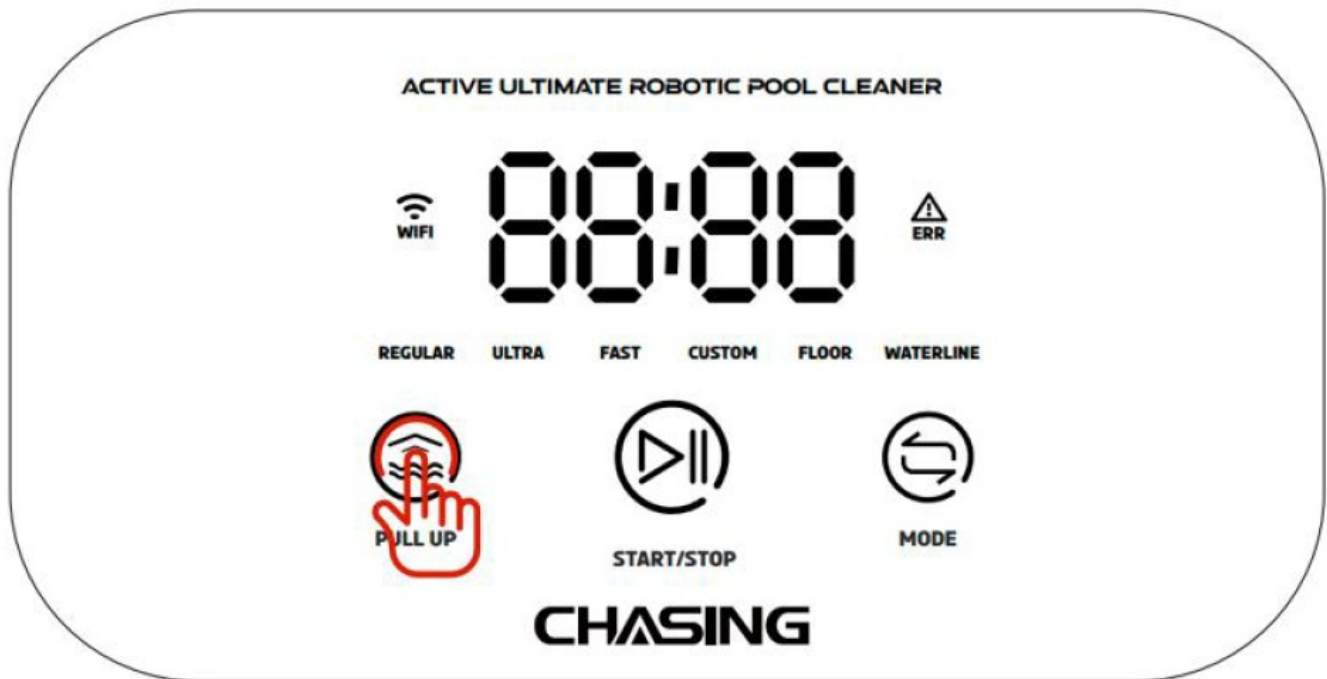 ACTIVE ULTIMATE ROBOTIC POOL CLEANER
88:88
WIFI
ERR
REGULAR ULTRA FAST CUSTOM FLOOR WATERLINE
PULL UP
START/STOP
MODE
CHASING